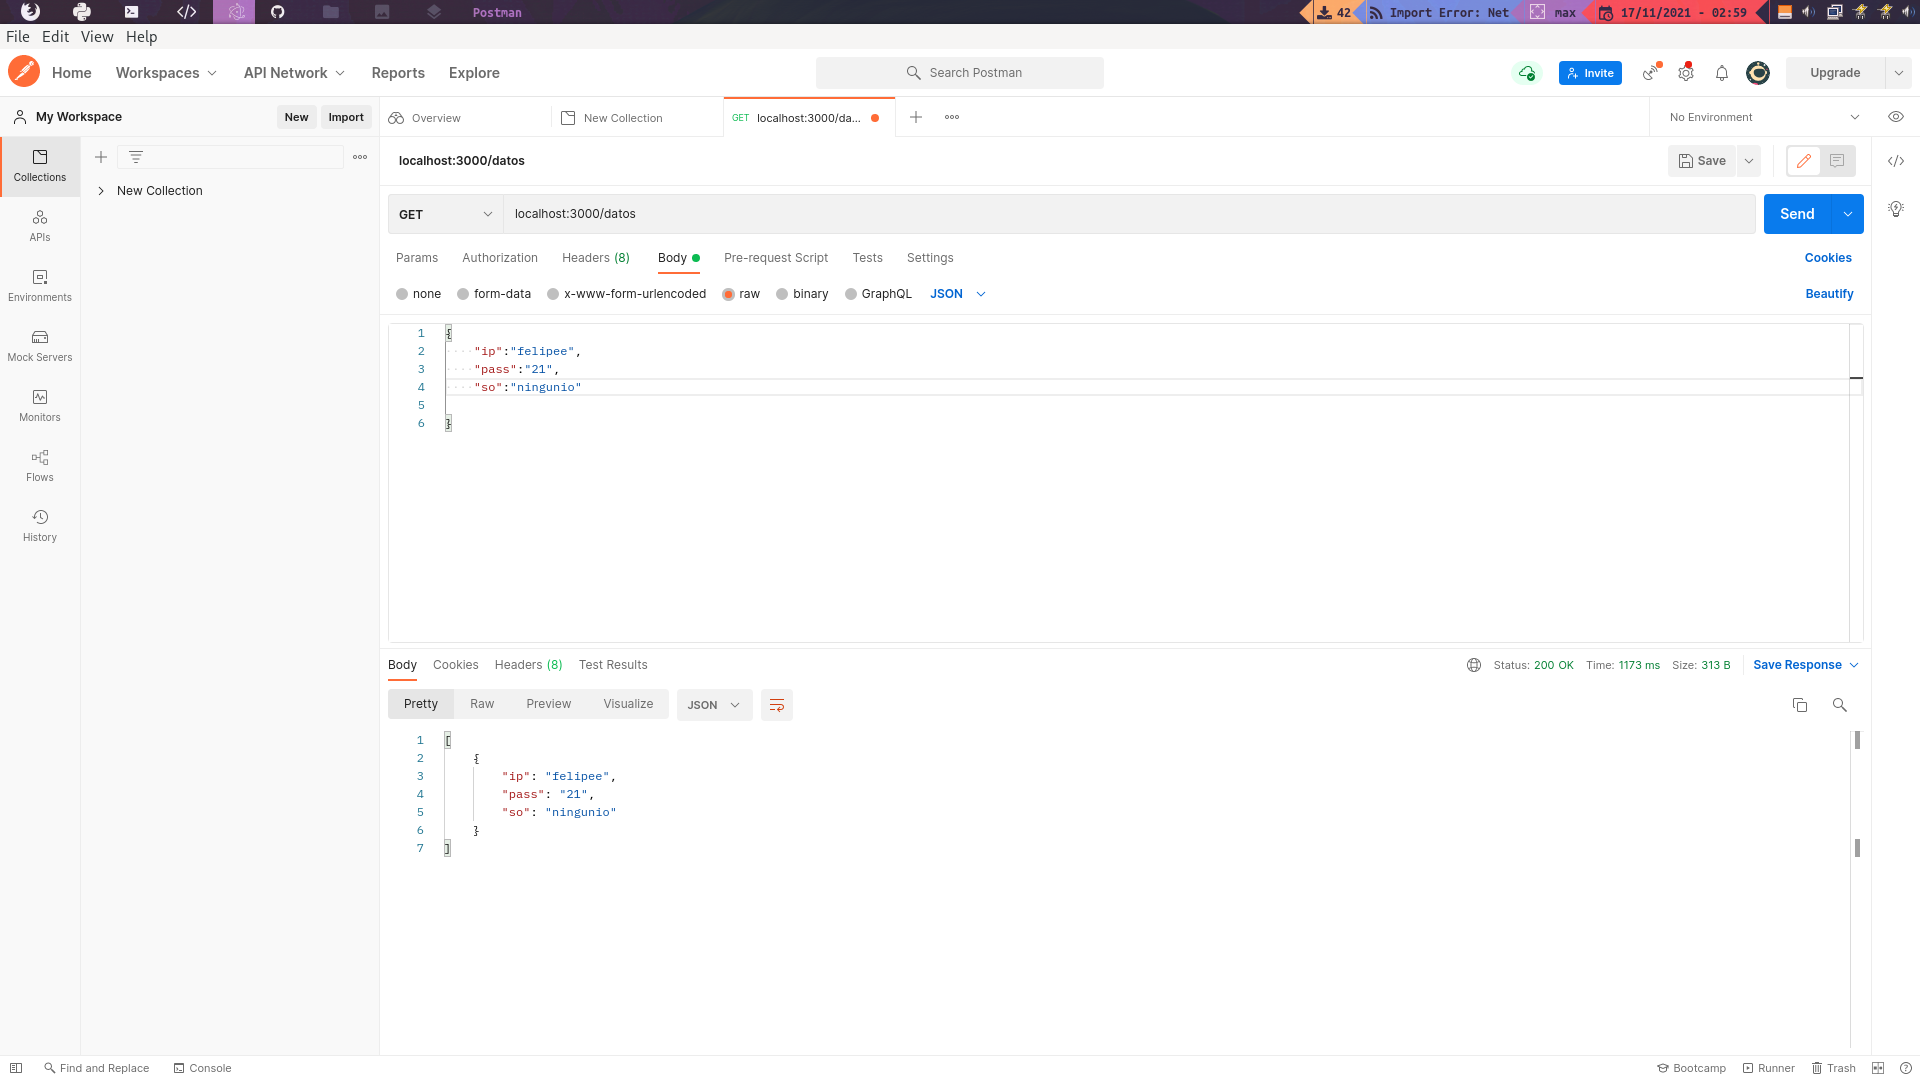 Postman
42
Import Error: Net
max
17/11/2021 - 02:59
File Edit View Help
Home Workspaces API Network Reports Explore
Search Postman
Invite
Upgrade
My Workspace
New Import
Overview
New Collection
GET localhost:3000/da...
No Environment
Collections
New Collection
APIs
Environments
Mock Servers
Monitors
Flows
History
localhost:3000/datos
Save
GET localhost:3000/datos
Send
Params Authorization Headers (8) Body Pre-request Script Tests Settings
Cookies
none form-data x-www-form-urlencoded raw binary GraphQL JSON
Beautify
1 {
2 "ip":"felipee",
3 "pass":"21",
4 "so":"ningunio"
5
6 }
Body Cookies Headers (8) Test Results
Status: 200 OK Time: 1173 ms Size: 313 B Save Response
Pretty Raw Preview Visualize JSON
1 [
2 {
3 "ip": "felipee",
4 "pass": "21",
5 "so": "ningunio"
6 }
7 ]
Find and Replace Console
Bootcamp Runner Trash